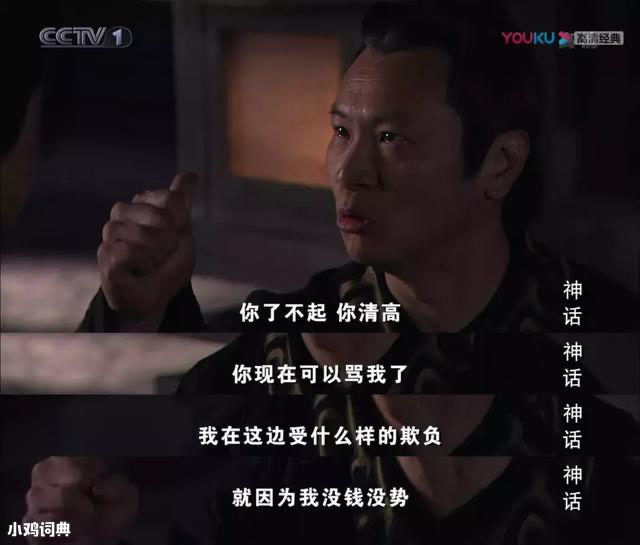 CCTV 1
YOUKU 高清经典
你了不起 你清高
神话
你现在可以骂我了
神话
我在这边受什么样的欺负
神话
就因为我没钱没势
神话
小鸡词典